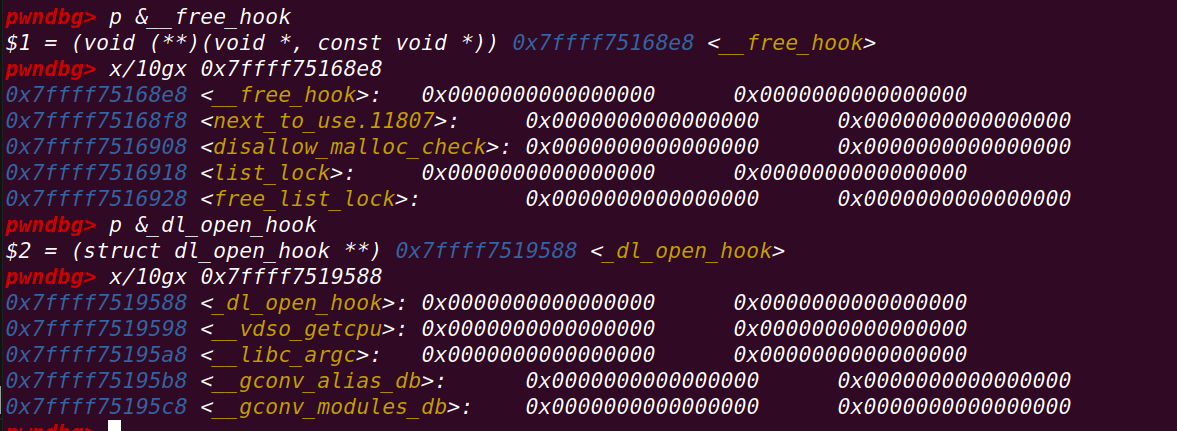 pwndbg> p &__free_hook
$1 = (void (**)(void *, const void *)) 0x7ffff75168e8 <__free_hook>
pwndbg> x/10gx 0x7ffff75168e8
0x7ffff75168e8 <__free_hook>: 0x0000000000000000 0x0000000000000000
0x7ffff75168f8 <next_to_use.11807>: 0x0000000000000000 0x0000000000000000
0x7ffff7516908 <disallow_malloc_check>: 0x0000000000000000 0x0000000000000000
0x7ffff7516918 <list_lock>: 0x0000000000000000 0x0000000000000000
0x7ffff7516928 <free_list_lock>: 0x0000000000000000 0x0000000000000000
pwndbg> p &_dl_open_hook
$2 = (struct dl_open_hook **) 0x7ffff7519588 <_dl_open_hook>
pwndbg> x/10gx 0x7ffff7519588
0x7ffff7519588 <_dl_open_hook>: 0x0000000000000000 0x0000000000000000
0x7ffff7519598 <__vdso_getcpu>: 0x0000000000000000 0x0000000000000000
0x7ffff75195a8 <__libc_argc>: 0x0000000000000000 0x0000000000000000
0x7ffff75195b8 <__gconv_alias_db>: 0x0000000000000000 0x0000000000000000
0x7ffff75195c8 <__gconv_modules_db>: 0x0000000000000000 0x0000000000000000
pwndbg>